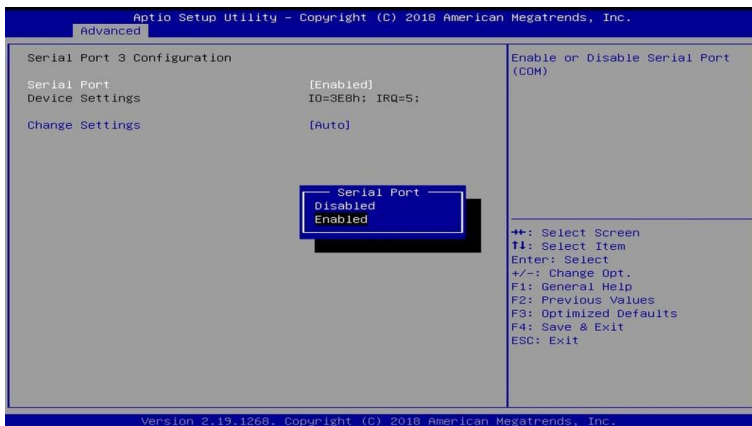 Aptio Setup Utility – Copyright (C) 2018 American Megatrends, Inc.
Advanced
Serial Port 3 Configuration
Serial Port [Enabled]
Device Settings IO=3E8h; IRQ=5;
Change Settings [Auto]
Serial Port
Disabled
Enabled
Enable or Disable Serial Port
(COM)
→←: Select Screen
↑↓: Select Item
Enter: Select
+/-: Change Opt.
F1: General Help
F2: Previous Values
F3: Optimized Defaults
F4: Save & Exit
ESC: Exit
Version 2.19.1268. Copyright (C) 2018 American Megatrends, Inc.